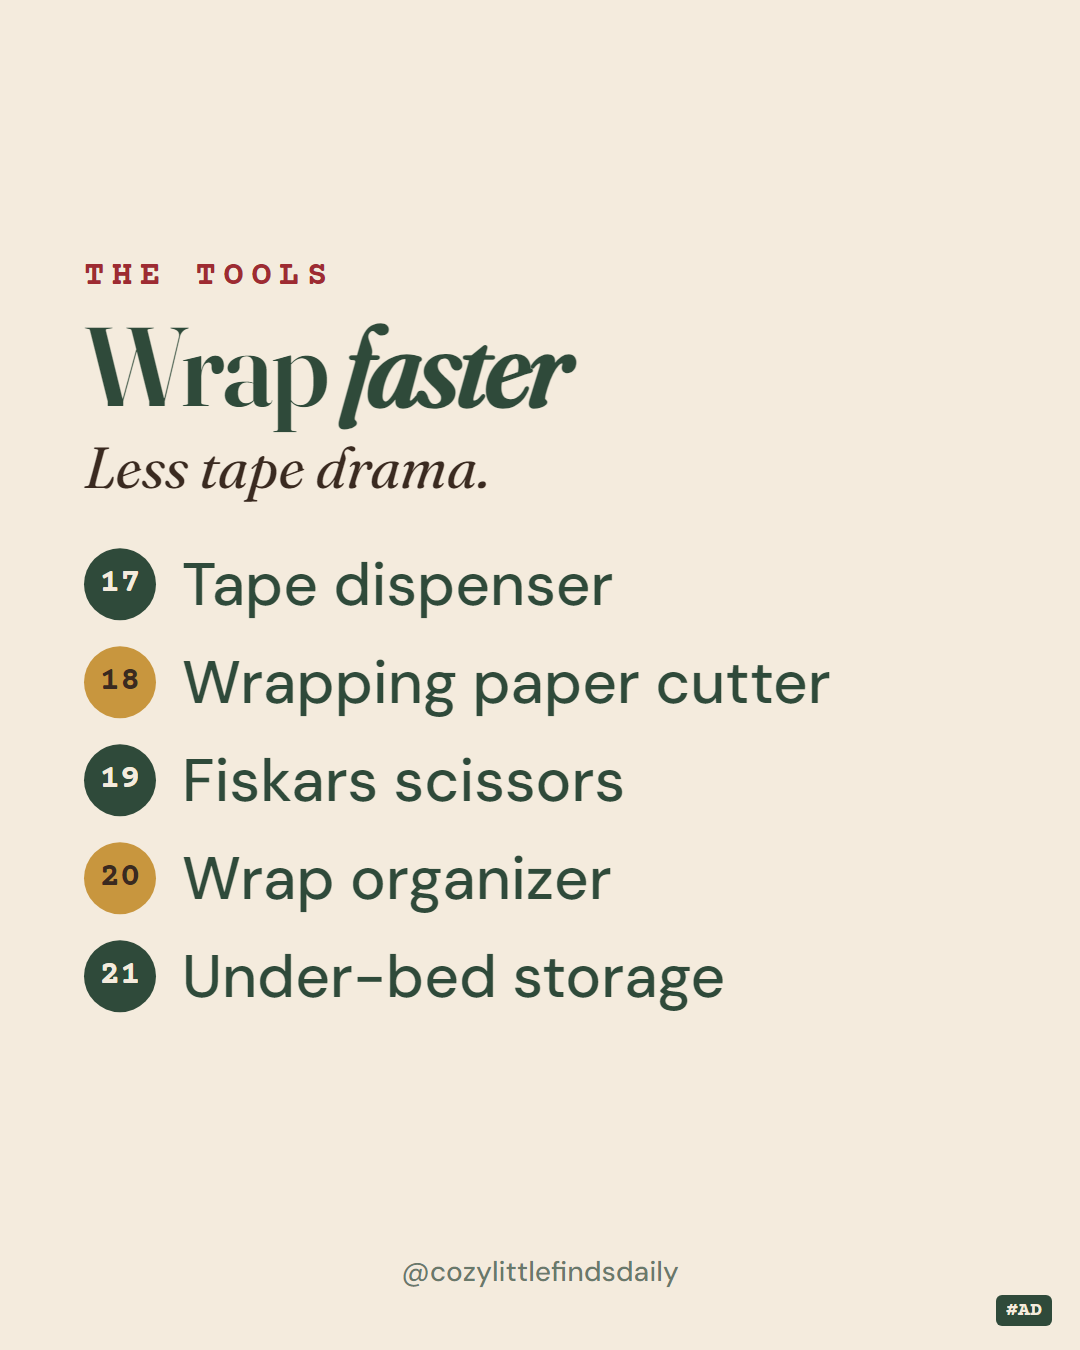 THE TOOLS
Wrap faster
Less tape drama.
17 Tape dispenser
18 Wrapping paper cutter
19 Fiskars scissors
20 Wrap organizer
21 Under-bed storage
@cozylittlefindsdaily
#AD